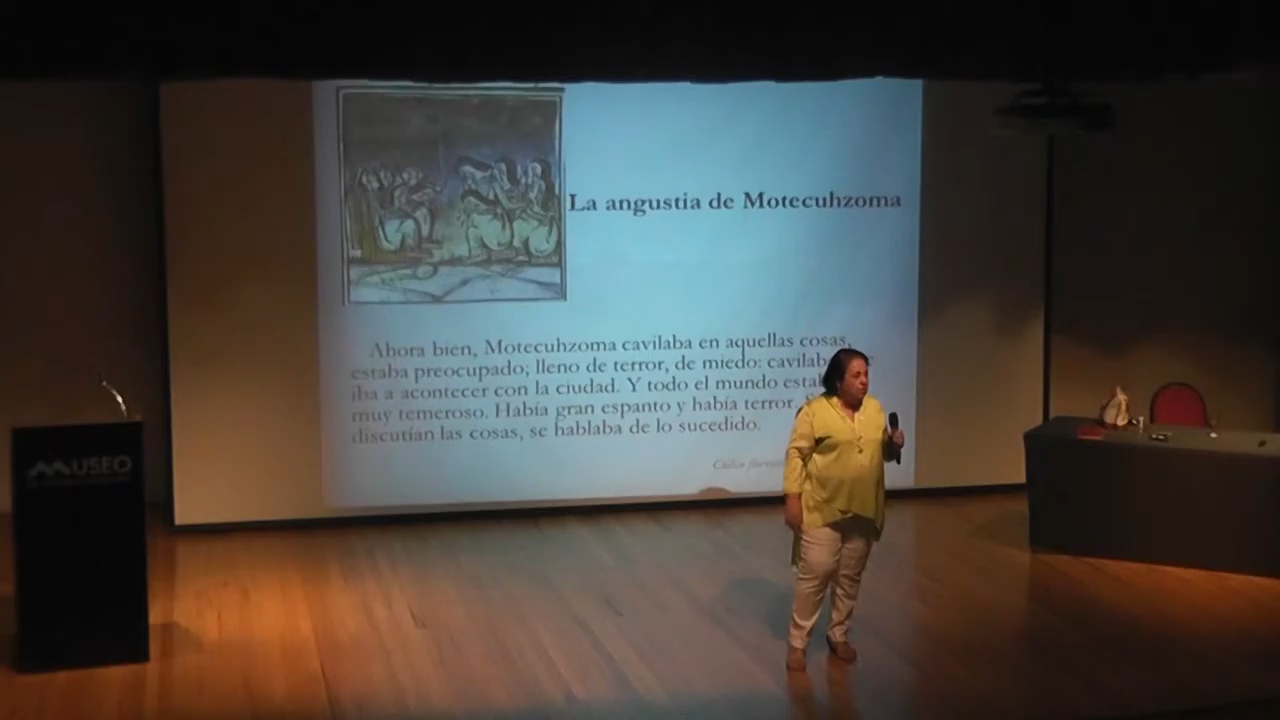 La angustia de Motecuhzoma
Ahora bien, Motecuhzoma cavilaba en aquellas cosas,
estaba preocupado; lleno de terror, de miedo: cavilaba
iba a acontecer con la ciudad. Y todo el mundo
muy temeroso. Había gran espanto y había terror.
discutían las cosas, se hablaba de lo sucedido.
Códice
MUSEO